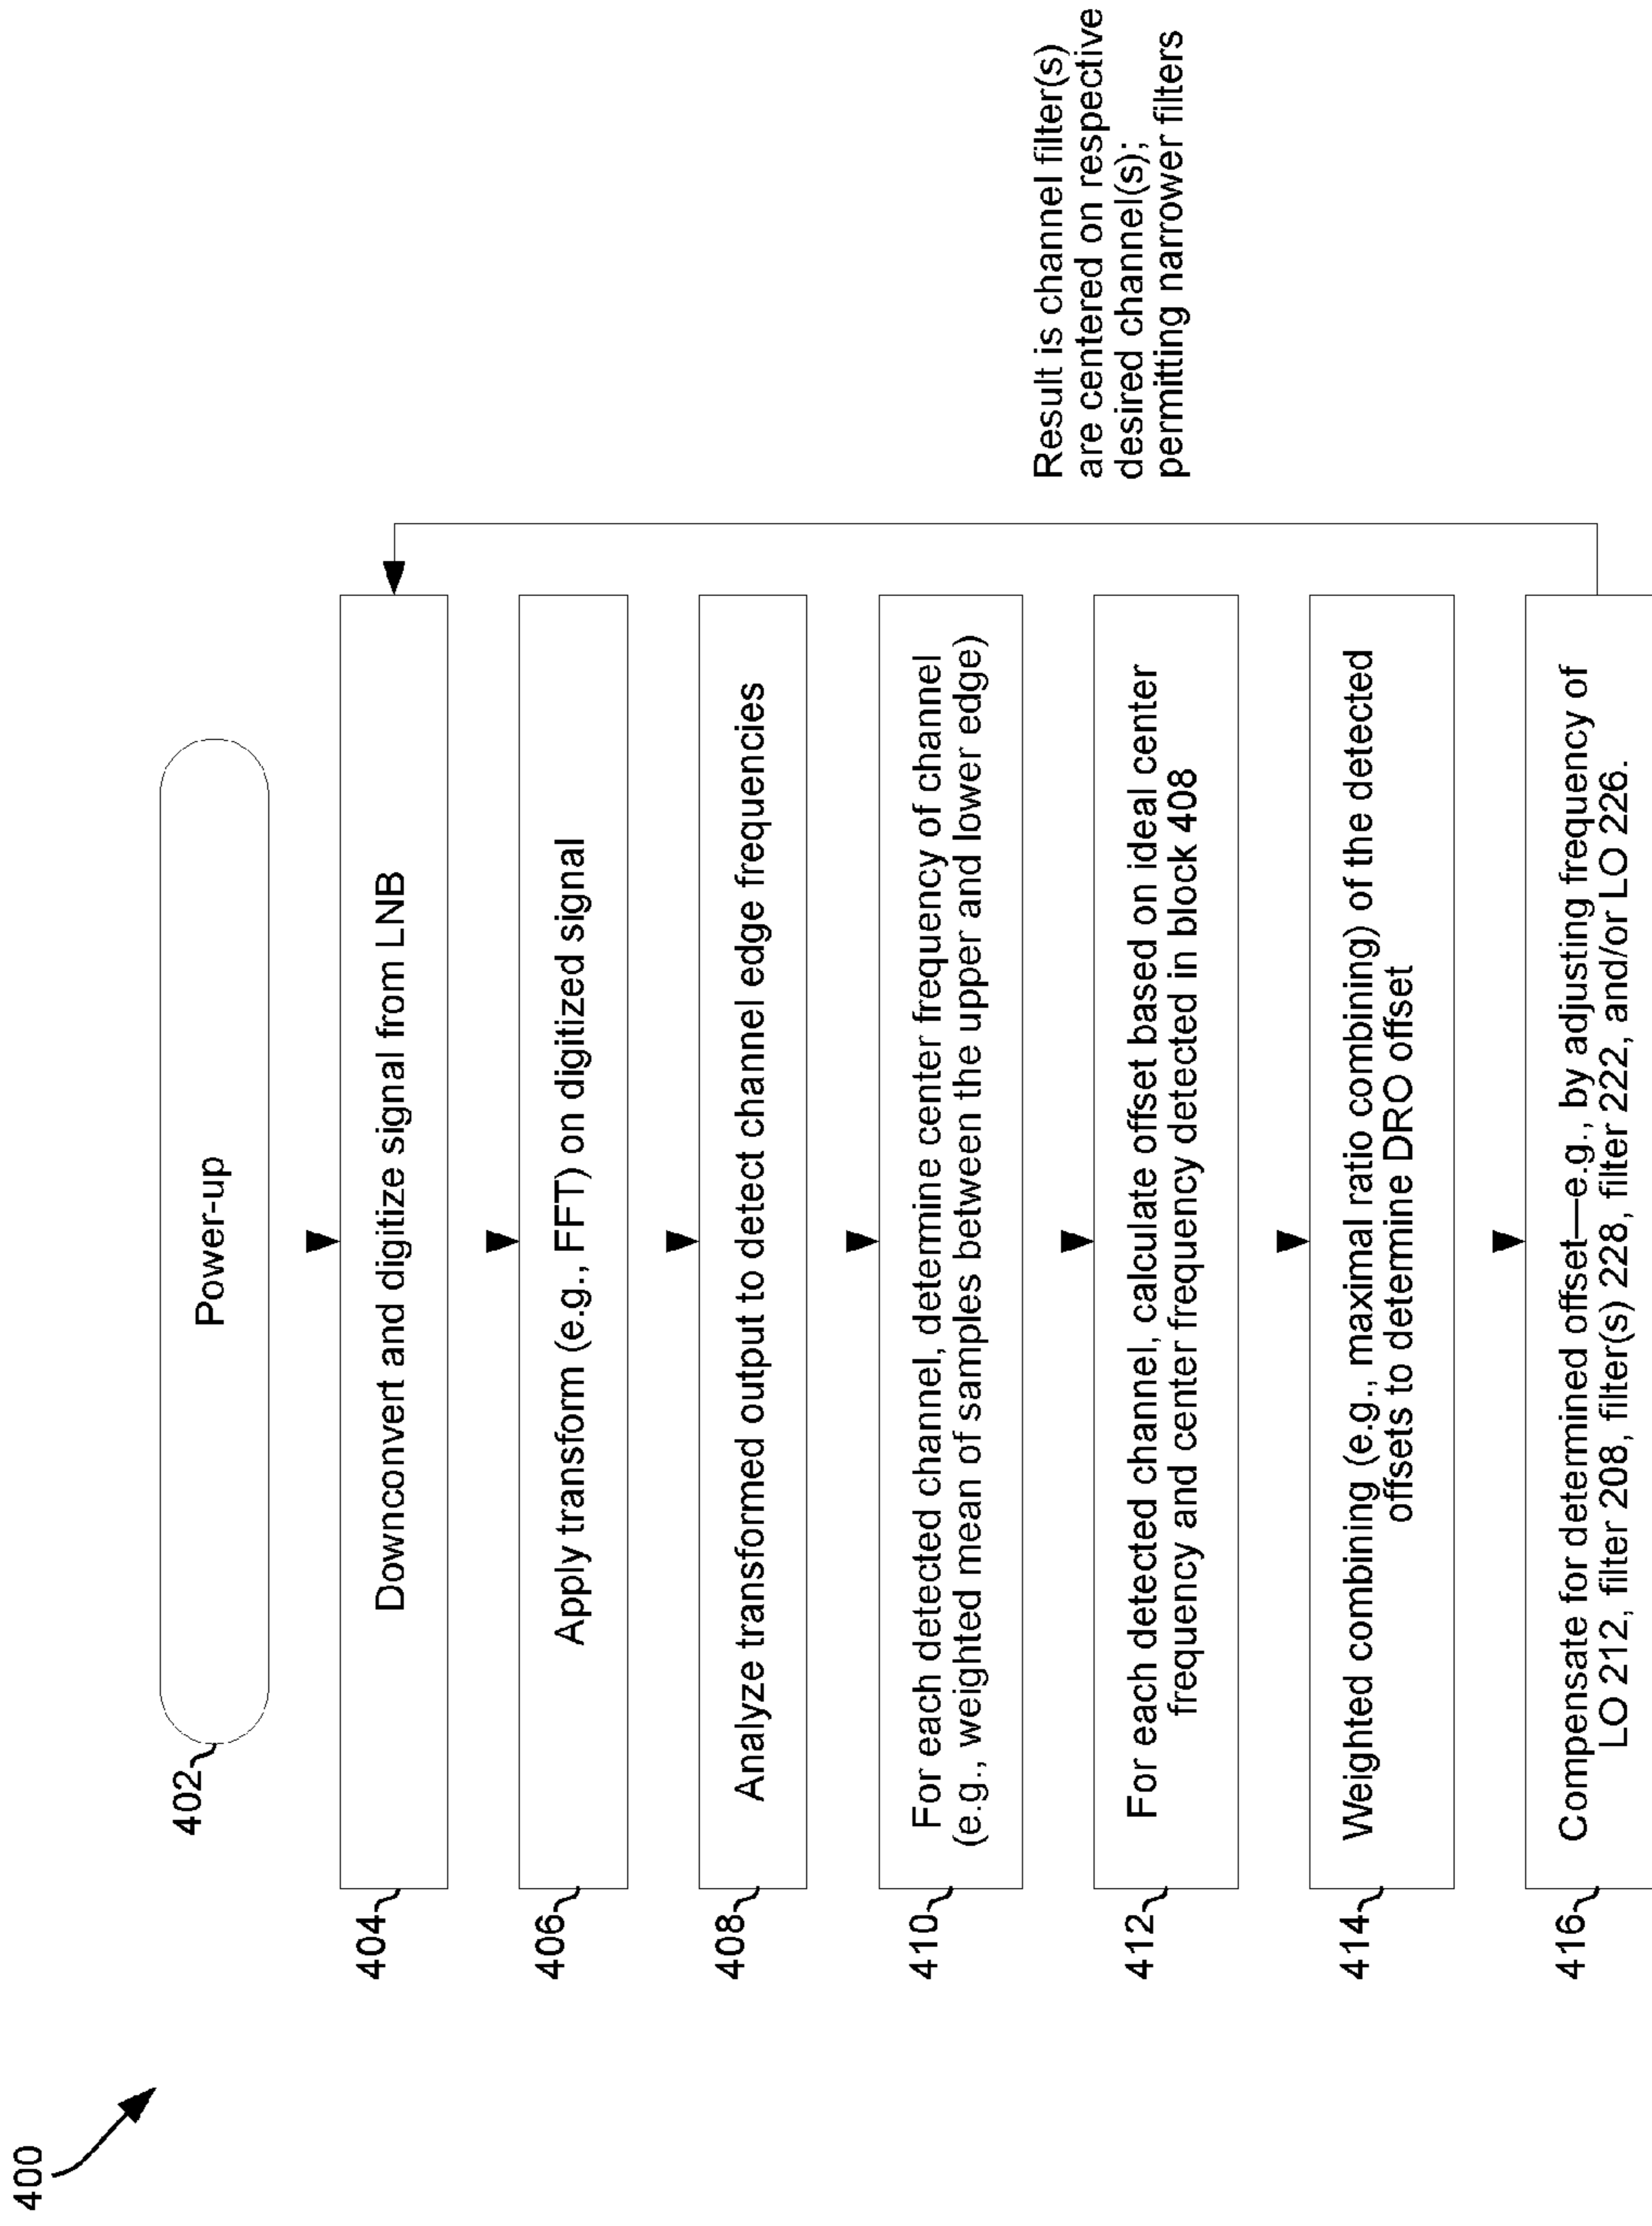 400
402
Power-up
404
Downconvert and digitize signal from LNB
406
Apply transform (e.g., FFT) on digitized signal
408
Analyze transformed output to detect channel edge frequencies
410
For each detected channel, determine center frequency of channel
(e.g., weighted mean of samples between the upper and lower edge)
412
For each detected channel, calculate offset based on ideal center
frequency and center frequency detected in block 408
414
Weighted combining (e.g., maximal ratio combining) of the detected
offsets to determine DRO offset
416
Compensate for determined offset—e.g., by adjusting frequency of
LO 212, filter 208, filter(s) 228, filter 222, and/or LO 226.
Result is channel filter(s)
are centered on respective
desired channel(s);
permitting narrower filters